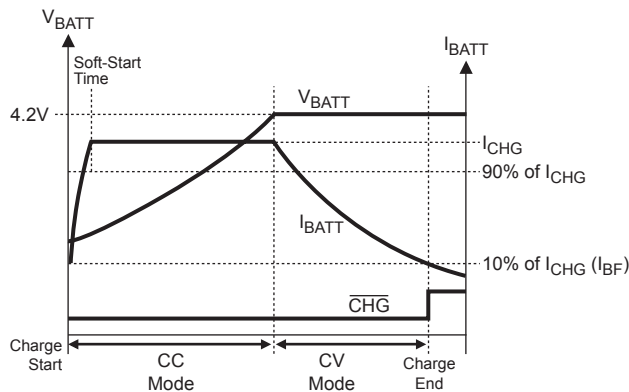 VBATT
IBATT
Soft-Start
Time
4.2V
VBATT
ICHG
90% of ICHG
IBATT
10% of ICHG (IBF)
CHG
Charge
Start
CC
Mode
CV
Mode
Charge
End